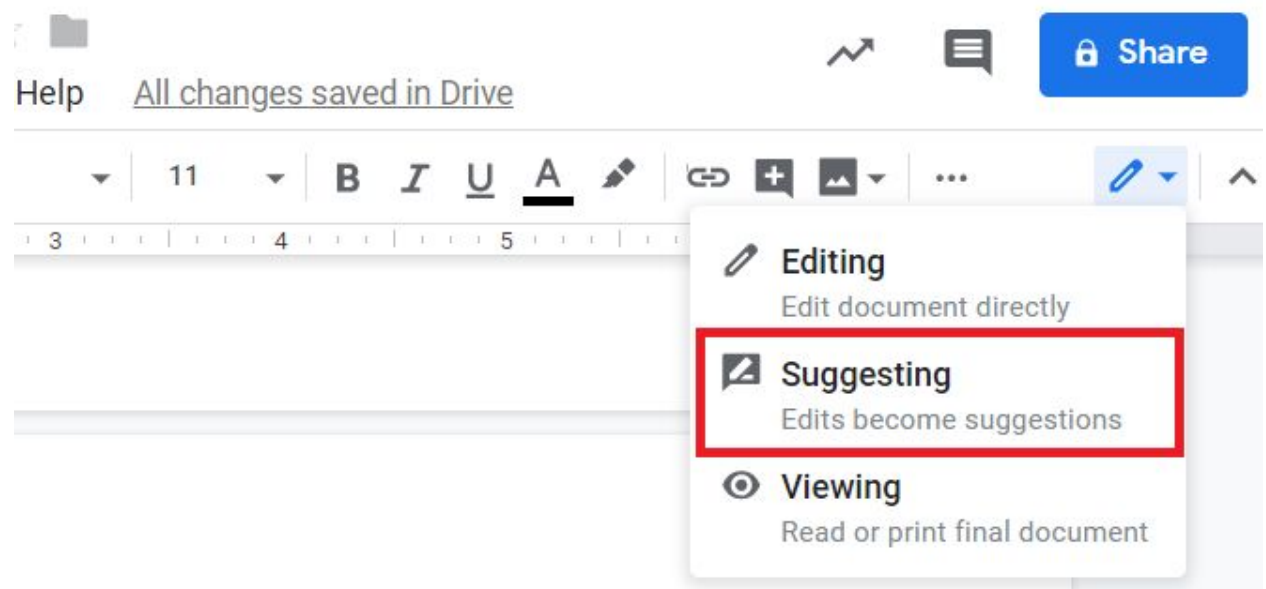 Share
Help All changes saved in Drive
11 B I U A
3 4 5
Editing
Edit document directly
Suggesting
Edits become suggestions
Viewing
Read or print final document